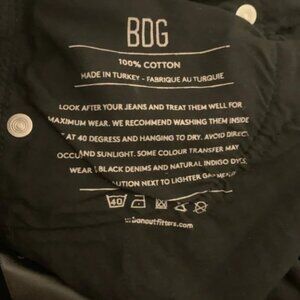 BDG
100% COTTON
MADE IN TURKEY - FABRIQUE AU TURQUIE
LOOK AFTER YOUR JEANS AND TREAT THEM WELL FOR
MAXIMUM WEAR. WE RECOMMEND WASHING THEM INSIDE
AT 40 DEGREES AND HANGING TO DRY. AVOID DIRECT
SUNLIGHT. SOME COLOUR TRANSFER MAY
BLACK DENIMS AND NATURAL INDIGO DYES,
NEXT TO LIGHTER
40
urbanoutfitters.com